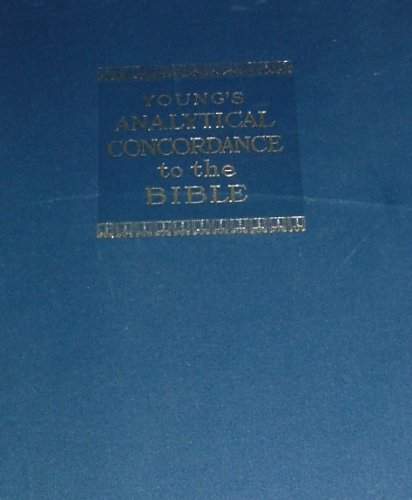 YOUNG'S
ANALYTICAL
CONCORDANCE
to the
BIBLE